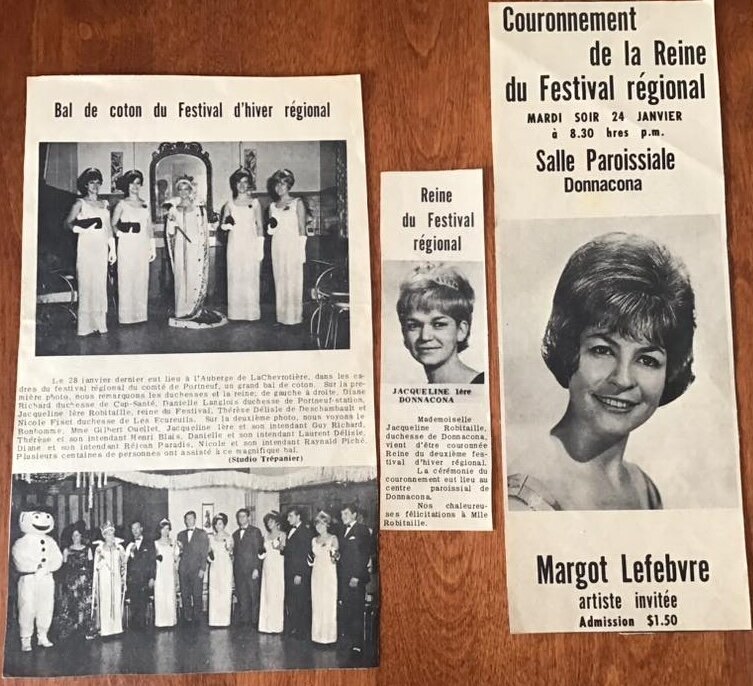 Bal de coton du Festival d'hiver régional
Le 28 janvier dernier eut lieu à l'Auberge de LaChevrotière, dans les ca-
dres du festival régional du comté de Portneuf, un grand bal de coton. Sur la pre-
mière photo, nous remarquons les duchesses et la reine; de gauche à droite, Diane
Richard duchesse de Cap-Santé, Danielle Langlois duchesse de Portneuf-station,
Jacqueline 1ère Robitaille, reine du Festival, Thérèse Délisle de Deschambault et
Nicole Fiset duchesse de Les Ecureuils. Sur la deuxième photo, nous voyons le
Bonhomme, Mme Gilbert Ouellet, Jacqueline 1ère et son intendant Guy Richard,
Thérèse et son intendant Henri Blais, Danielle et son intendant Laurent Délisle,
Diane et son intendant Réjean Paradis, Nicole et son intendant Raynald Piché.
Plusieurs centaines de personnes ont assisté à ce magnifique bal.
(Studio Trépanier)
Reine
du Festival
régional
JACQUELINE 1ère
DONNACONA
Mademoiselle
Jacqueline Robitaille,
duchesse de Donnacona,
vient d'être couronnée
Reine du deuxième fes-
tival d'hiver régional.
La cérémonie du
couronnement eut lieu au
centre paroissial de
Donnacona.
Nos chaleureu-
ses félicitations à Mlle
Robitaille.
Couronnement
de la Reine
du Festival régional
MARDI SOIR 24 JANVIER
à 8.30 hres p.m.
Salle Paroissiale
Donnacona
Margot Lefebvre
artiste invitée
Admission $1.50